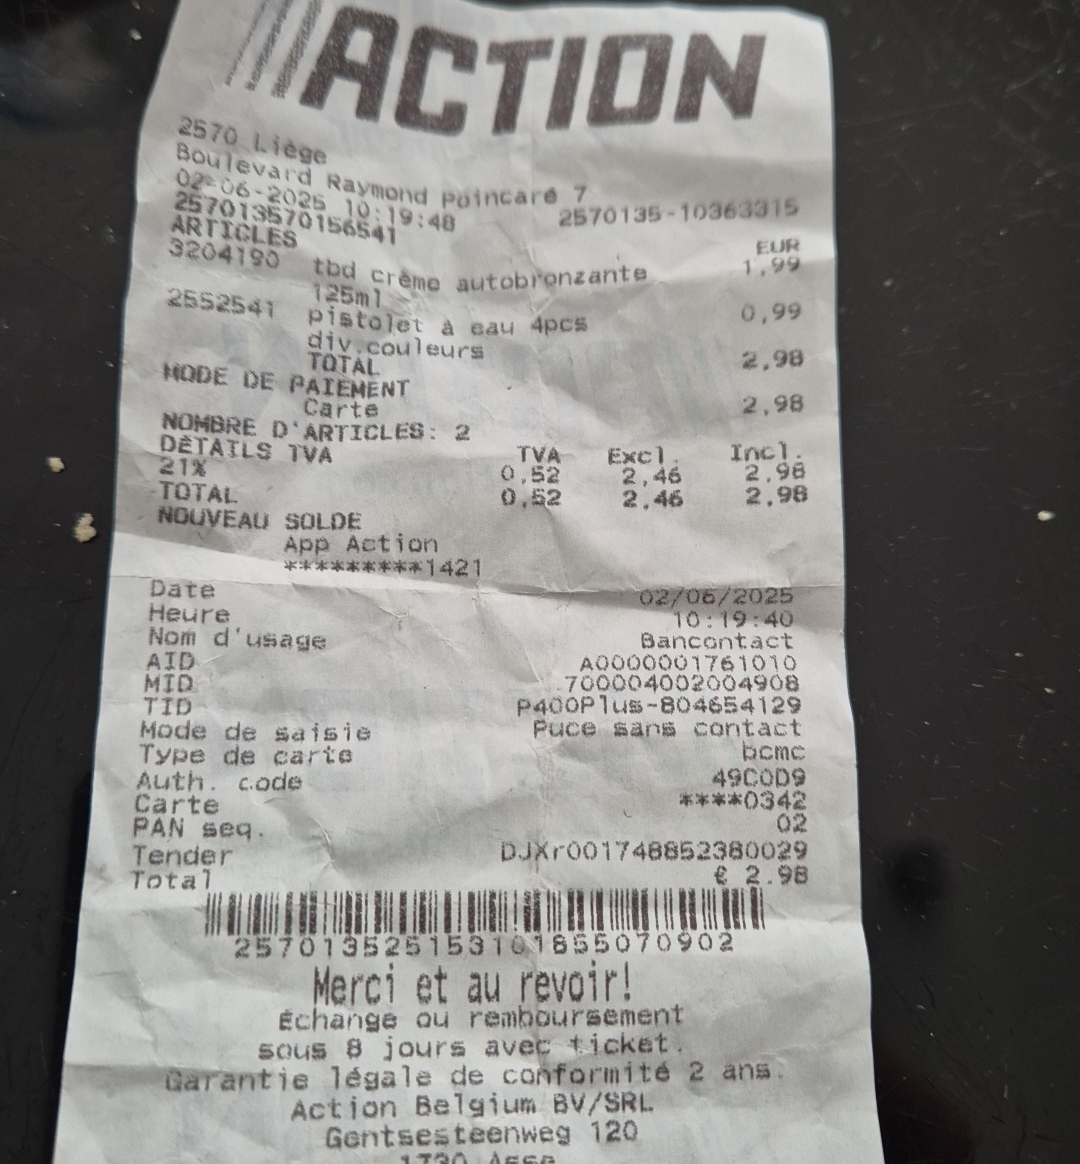 ACTION
2570 Liège
Boulevard Raymond Poincaré 7
02-06-2025 10:19:48 2570135-10363315
257013570156541
ARTICLES EUR
3204190 tbd crème autobronzante 1,99
125ml
2552541 pistolet à eau 4pcs 0,99
div.couleurs
TOTAL 2,98
MODE DE PAIEMENT
Carte 2,98
NOMBRE D'ARTICLES: 2
DÉTAILS TVA TVA Excl. Incl.
21% 0,52 2,46 2,98
TOTAL 0,52 2,46 2,98
NOUVEAU SOLDE
App Action
*********1421
Date 02/06/2025
Heure 10:19:40
Nom d'usage Bancontact
AID A0000001761010
MID 700004002004908
TID P400Plus-804654129
Mode de saisie Puce sans contact
Type de carte bcmc
Auth. code 49C0D9
Carte ****0342
PAN seq. 02
Tender DJXr001748852380029
Total € 2.98
257013525153101855070902
Merci et au revoir!
Échange ou remboursement
sous 8 jours avec ticket.
Garantie légale de conformité 2 ans.
Action Belgium BV/SRL
Gentsesteenweg 120
1730 Asse